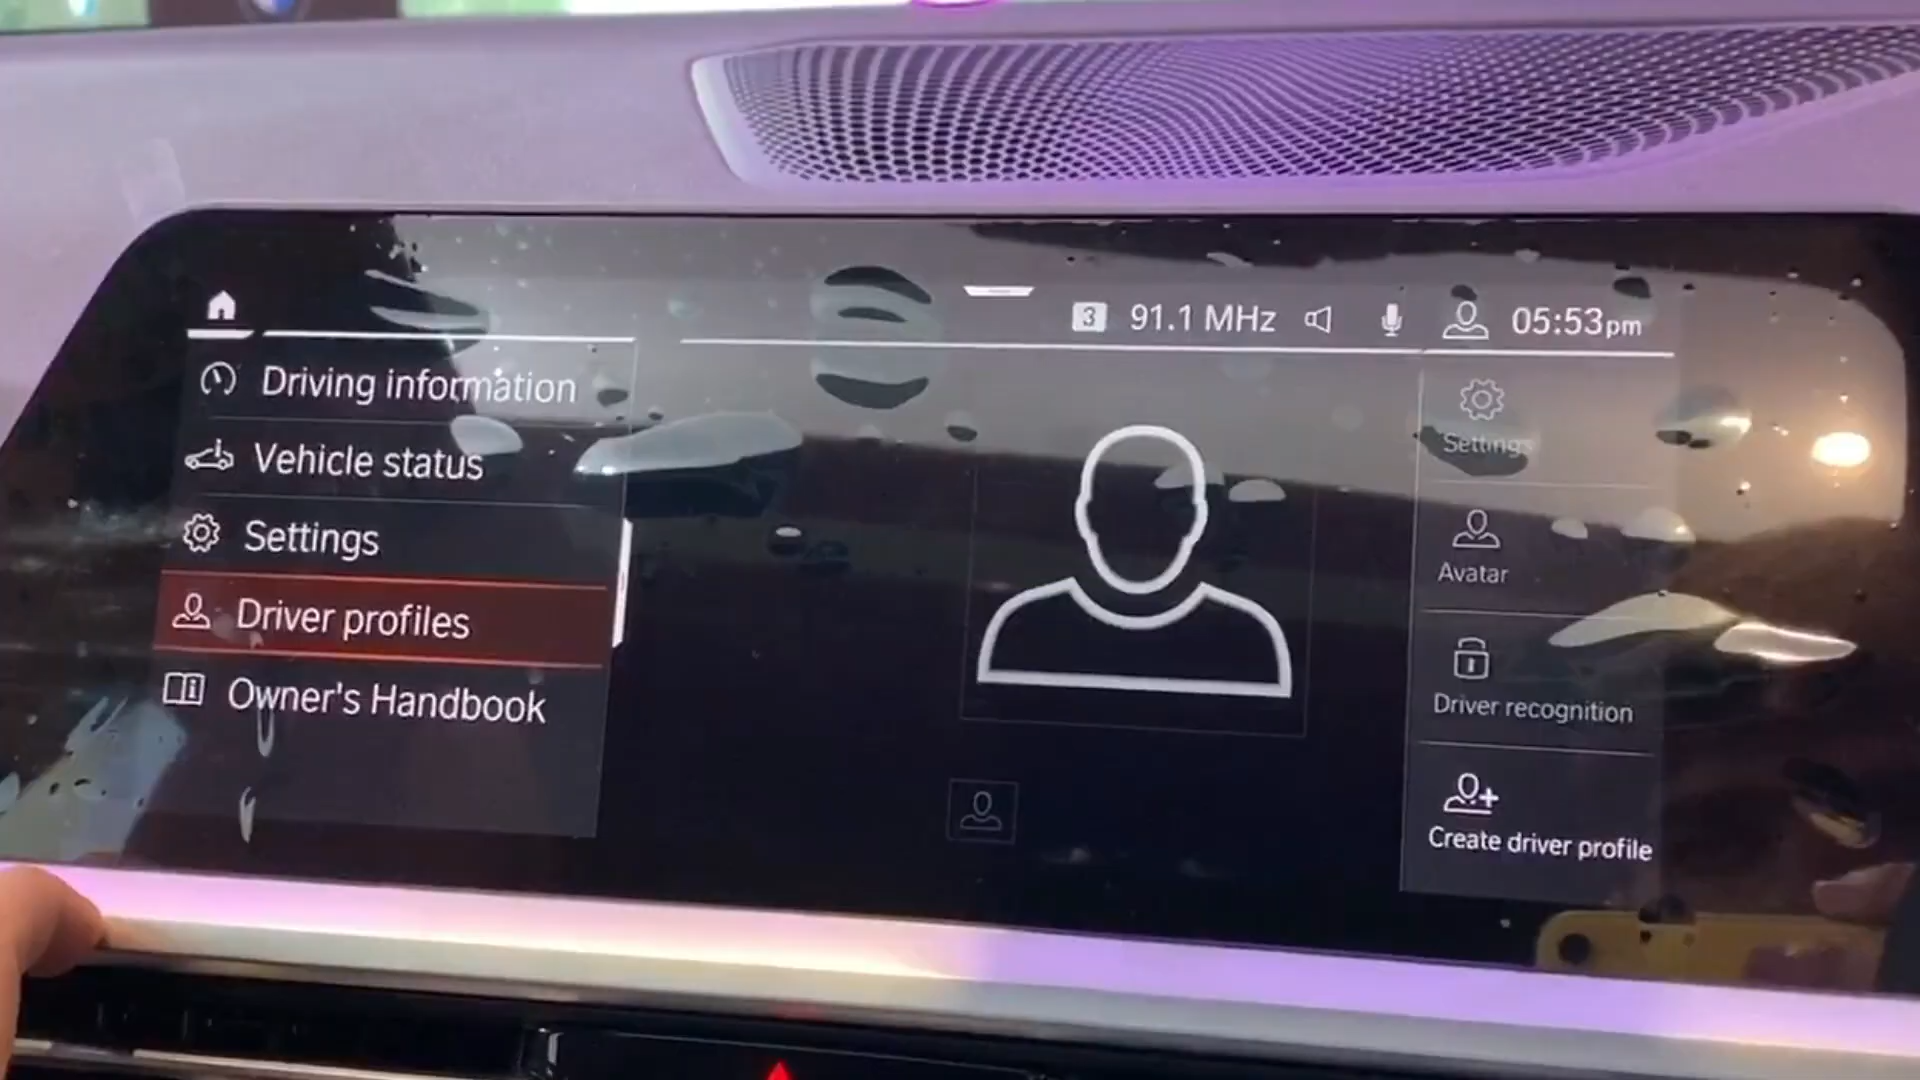 3 91.1 MHz 05:53pm
Driving information
Vehicle status
Settings
Driver profiles
Owner's Handbook
Settings
Avatar
Driver recognition
Create driver profile